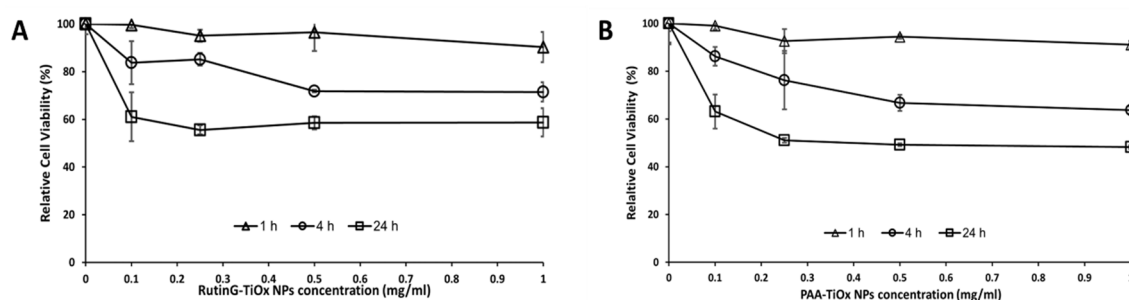 A
Relative Cell Viability (%)
100
80
60
40
20
0
1 h 4 h 24 h
0 0.1 0.2 0.3 0.4 0.5 0.6 0.7 0.8 0.9 1
RutinG-TiOx NPs concentration (mg/ml)
B
Relaltive Cell Viability (%)
100
80
60
40
20
0
1 h 4 h 24 h
0 0.1 0.2 0.3 0.4 0.5 0.6 0.7 0.8 0.9 1
PAA-TiOx NPs concentration (mg/ml)